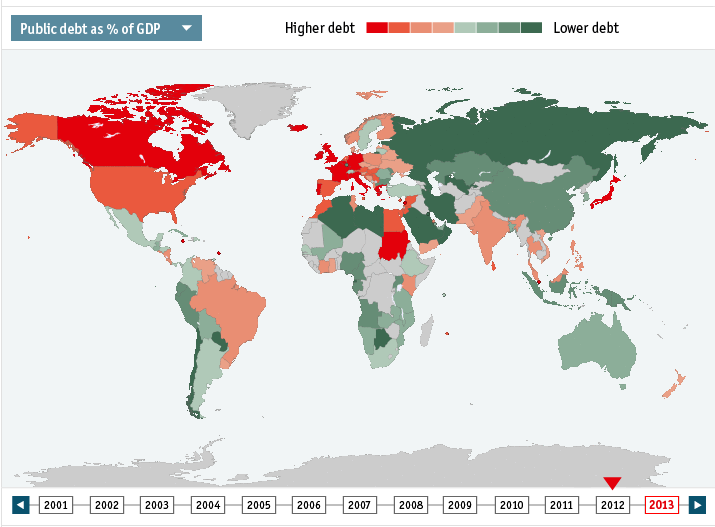 Public debt as % of GDP
Higher debt
Lower debt
2001 2002 2003 2004 2005 2006 2007 2008 2009 2010 2011 2012 2013